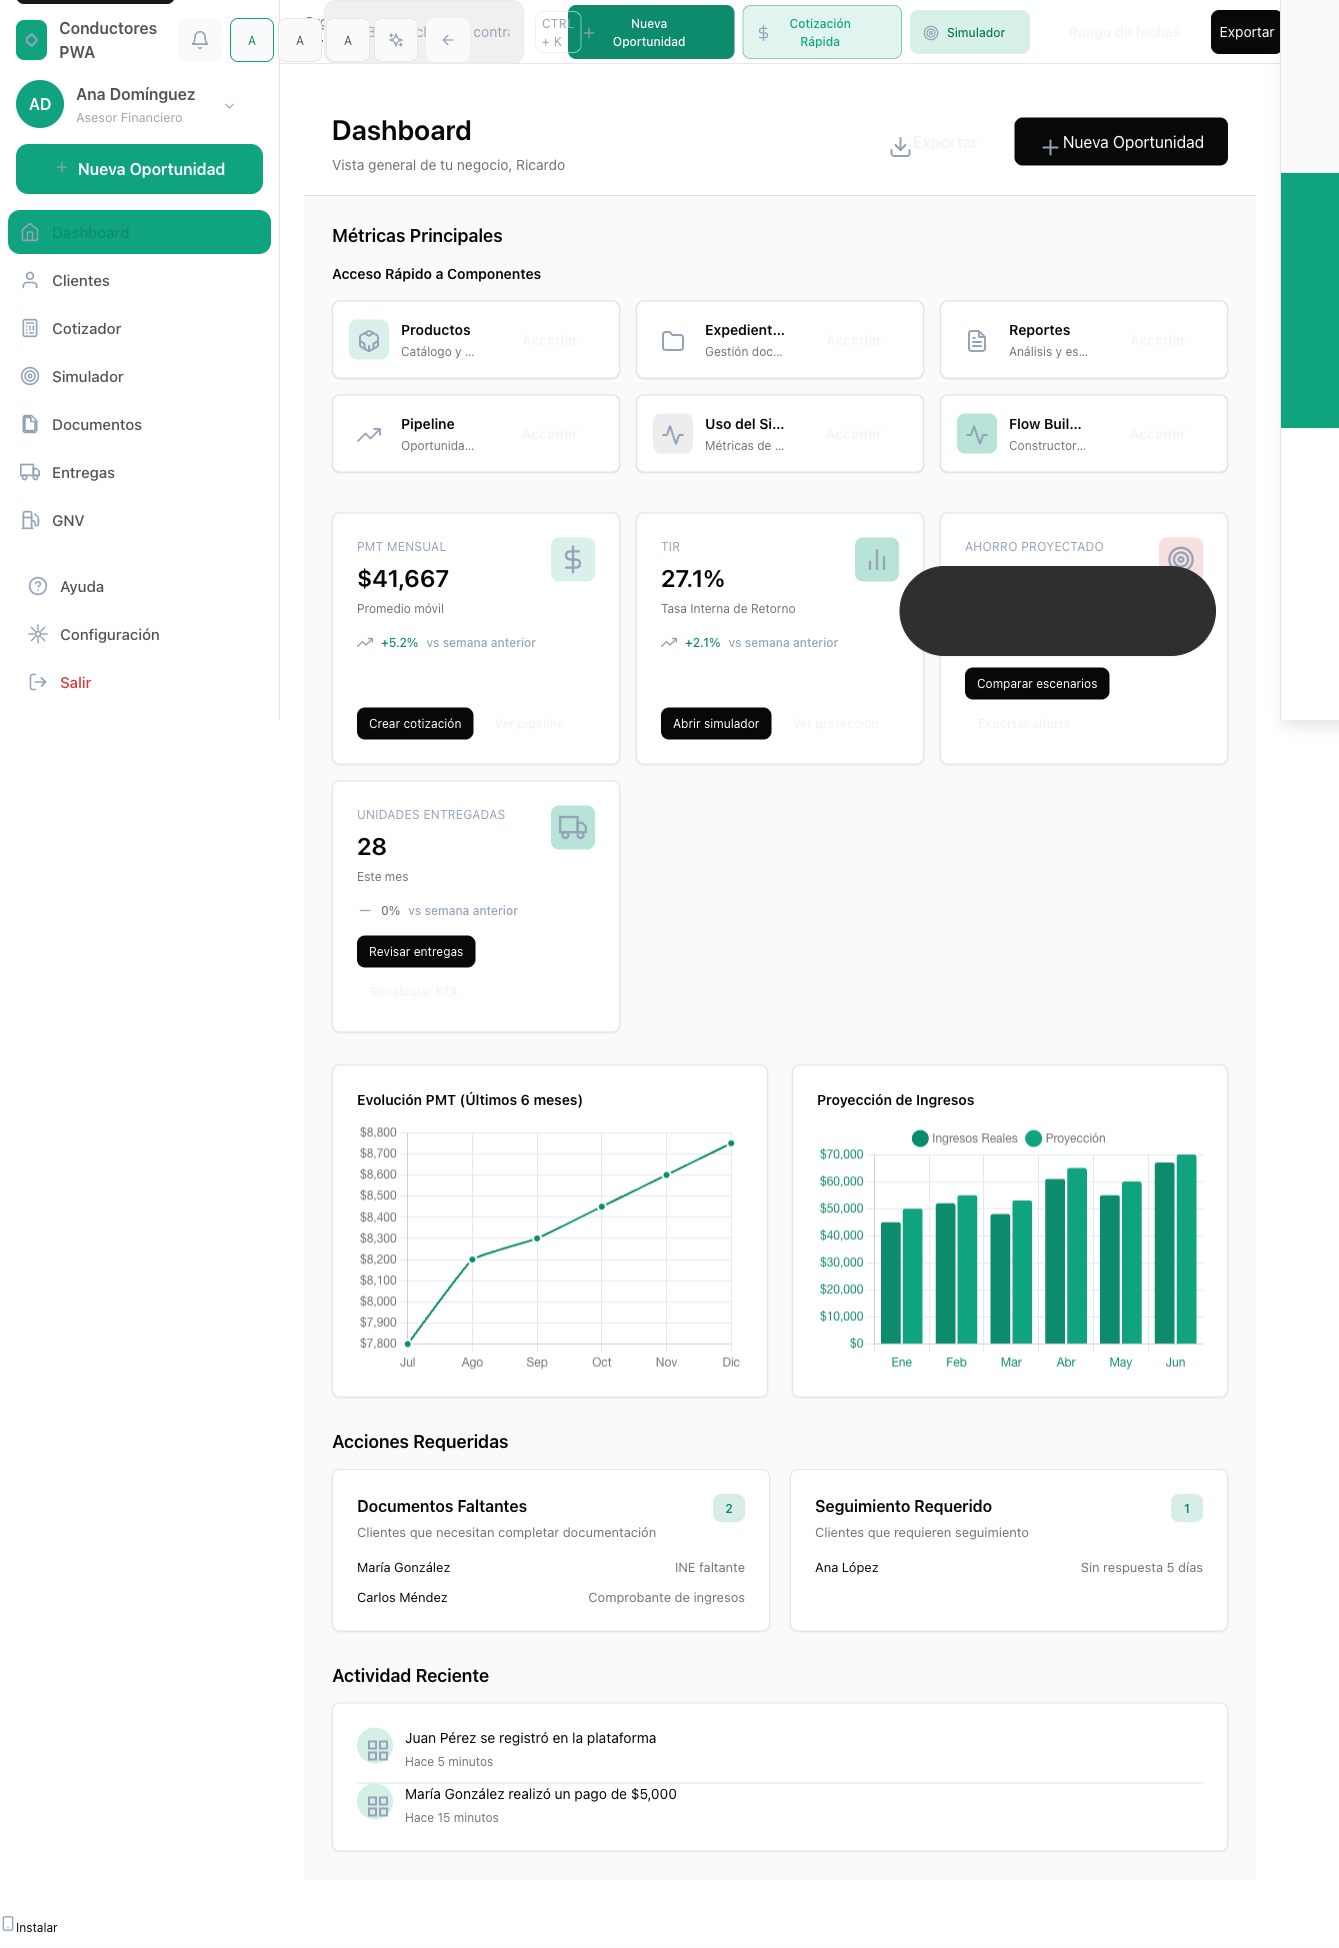 Conductores
PWA
A
A
A
CTRL
+ K
Nueva
Oportunidad
Cotización
Rápida
Simulador
Rango de fechas
Exportar
AD
Ana Domínguez
Asesor Financiero
Nueva Oportunidad
Dashboard
Clientes
Cotizador
Simulador
Documentos
Entregas
GNV
Ayuda
Configuración
Salir
Dashboard
Vista general de tu negocio, Ricardo
Exportar
Nueva Oportunidad
Métricas Principales
Acceso Rápido a Componentes
Productos
Catálogo y ...
Acceder
Expedient...
Gestión doc...
Acceder
Reportes
Análisis y es...
Acceder
Pipeline
Oportunida...
Acceder
Uso del Si...
Métricas de ...
Acceder
Flow Buil...
Constructor...
Acceder
PMT MENSUAL
$41,667
Promedio móvil
+5.2% vs semana anterior
Crear cotización
Ver pipeline
TIR
27.1%
Tasa Interna de Retorno
+2.1% vs semana anterior
Abrir simulador
Ver protección
AHORRO PROYECTADO
Comparar escenarios
Exportar ahorro
UNIDADES ENTREGADAS
28
Este mes
0% vs semana anterior
Revisar entregas
Recalcular ETA
Evolución PMT (Últimos 6 meses)
$8,800
$8,700
$8,600
$8,500
$8,400
$8,300
$8,200
$8,100
$8,000
$7,900
$7,800
Jul Ago Sep Oct Nov Dic
Proyección de Ingresos
Ingresos Reales Proyección
$70,000
$60,000
$50,000
$40,000
$30,000
$20,000
$10,000
$0
Ene Feb Mar Abr May Jun
Acciones Requeridas
Documentos Faltantes
2
Clientes que necesitan completar documentación
María González INE faltante
Carlos Méndez Comprobante de ingresos
Seguimiento Requerido
1
Clientes que requieren seguimiento
Ana López Sin respuesta 5 días
Actividad Reciente
Juan Pérez se registró en la plataforma
Hace 5 minutos
María González realizó un pago de $5,000
Hace 15 minutos
Instalar